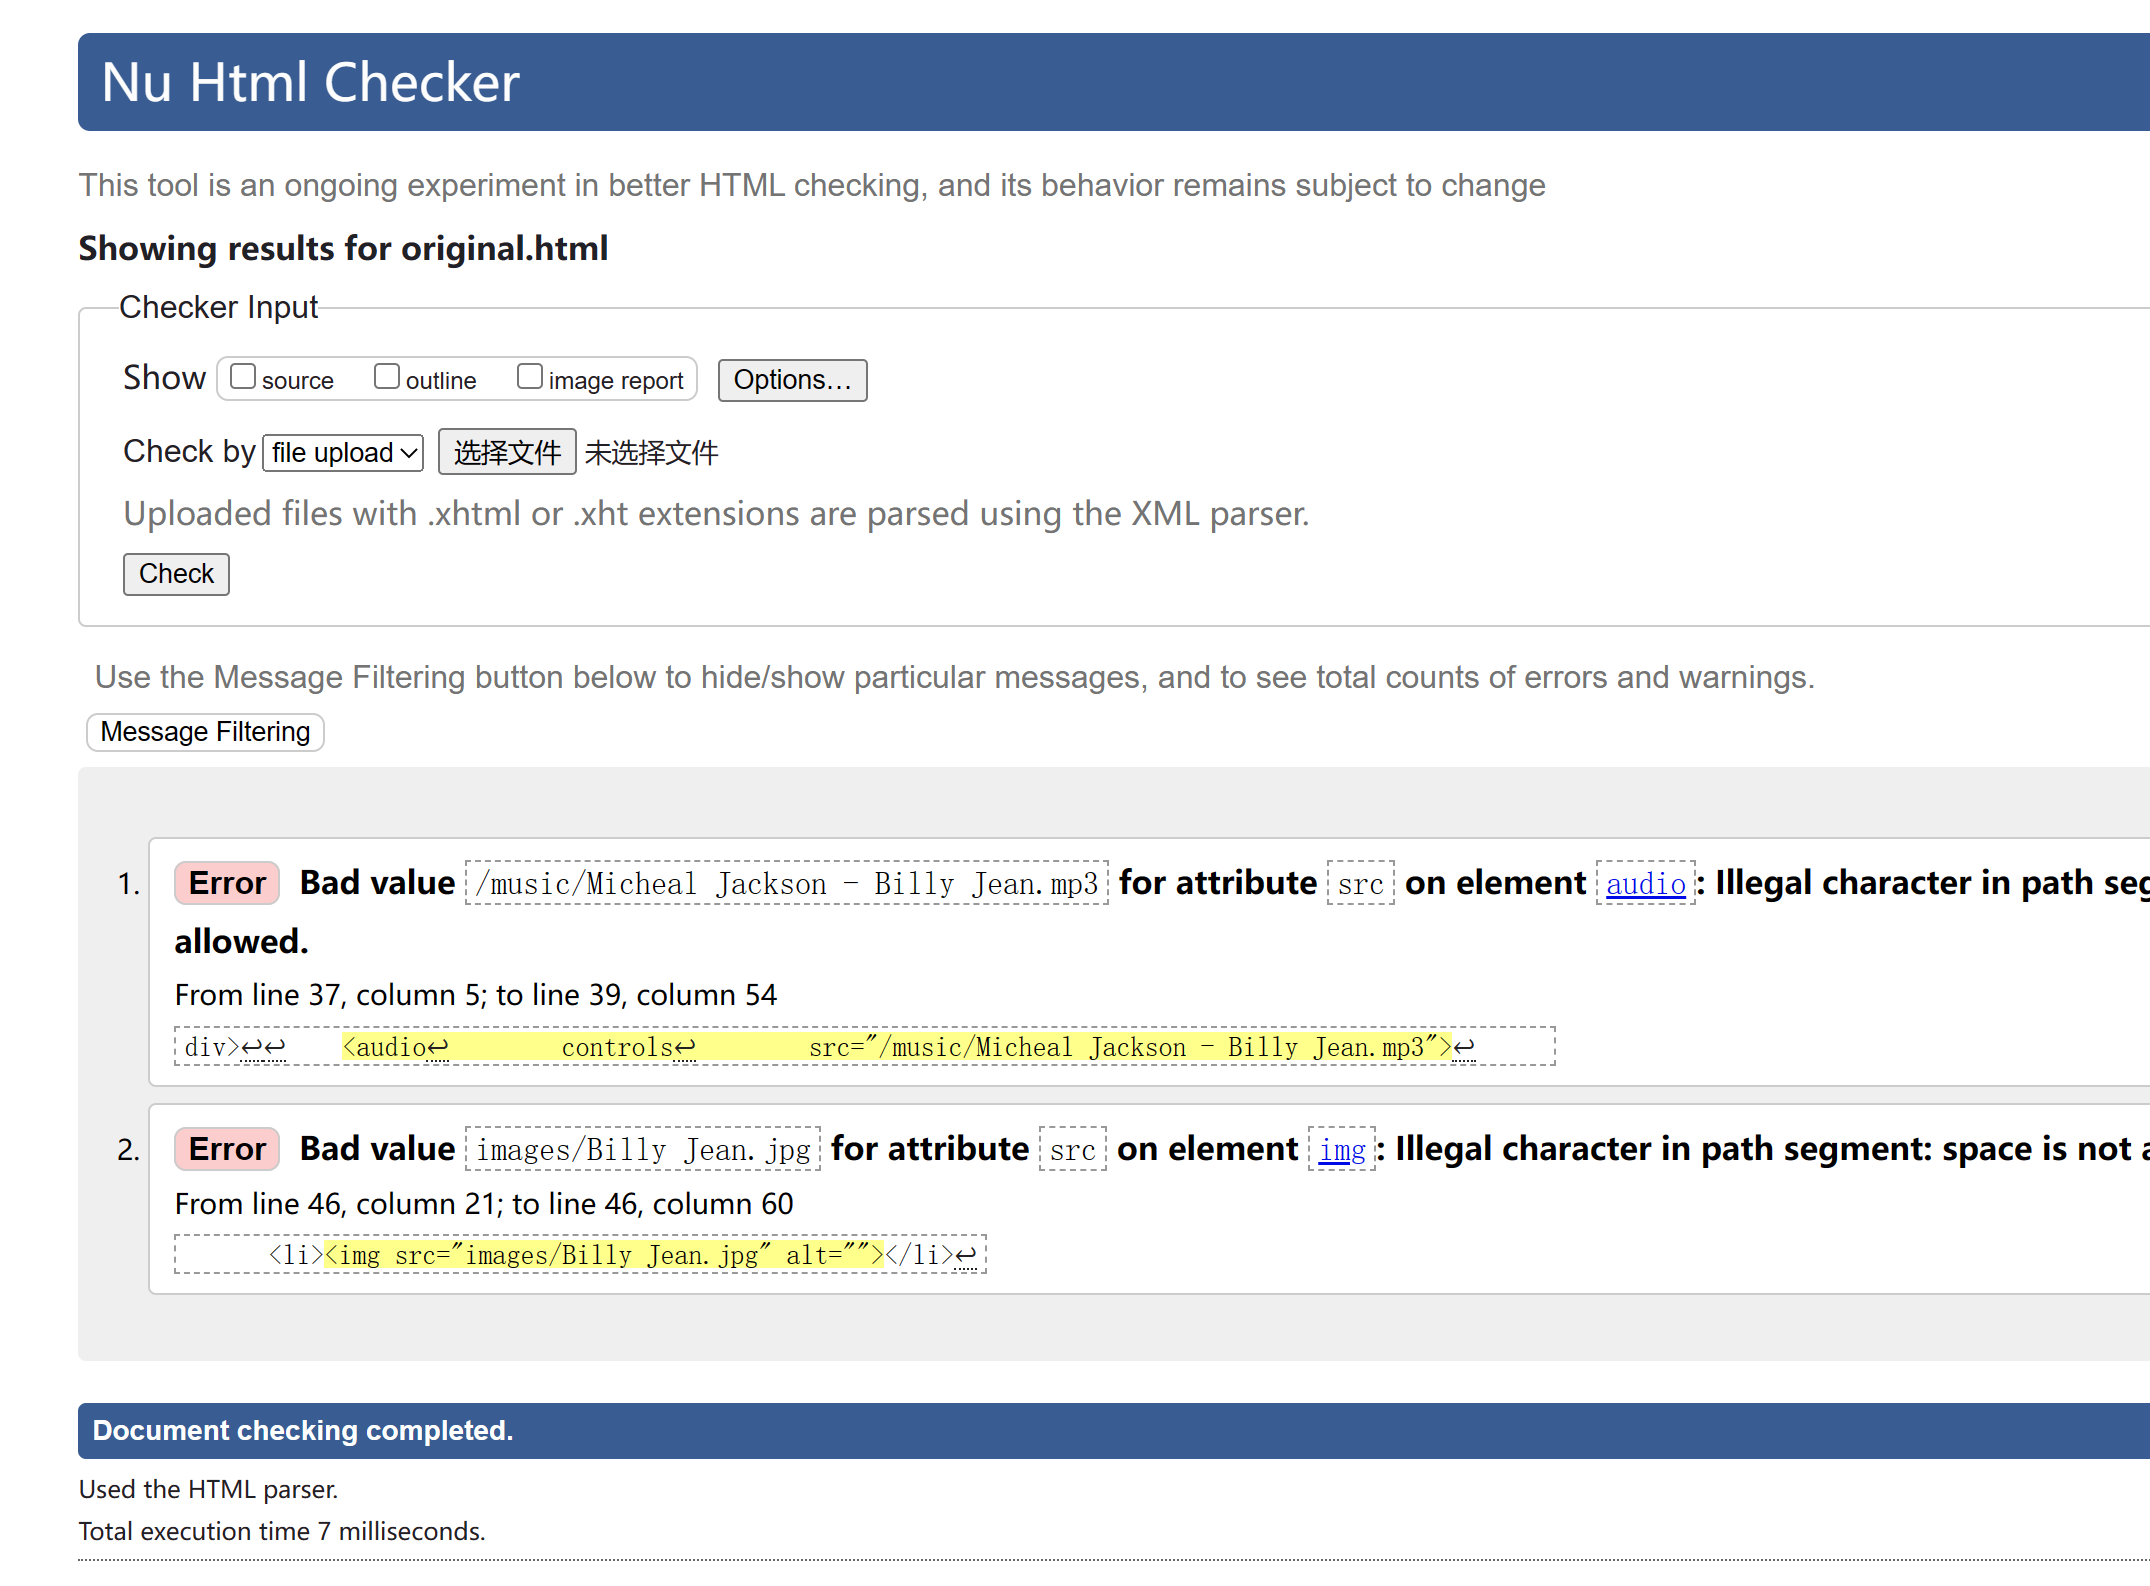 Nu Html Checker
This tool is an ongoing experiment in better HTML checking, and its behavior remains subject to change
Showing results for original.html
Checker Input
Show source outline image report Options...
Check by file upload 选择文件 未选择文件
Uploaded files with .xhtml or .xht extensions are parsed using the XML parser.
Check
Use the Message Filtering button below to hide/show particular messages, and to see total counts of errors and warnings.
Message Filtering
1. Error Bad value /music/Micheal Jackson - Billy Jean.mp3 for attribute src on element audio: Illegal character in path
allowed.
From line 37, column 5; to line 39, column 54
div>↩↩ <audio↩ controls↩ src="/music/Micheal Jackson - Billy Jean.mp3">↩
2. Error Bad value images/Billy Jean.jpg for attribute src on element img: Illegal character in path segment: space is not
From line 46, column 21; to line 46, column 60
<li><img src="images/Billy Jean.jpg" alt=""></li>↩
Document checking completed.
Used the HTML parser.
Total execution time 7 milliseconds.